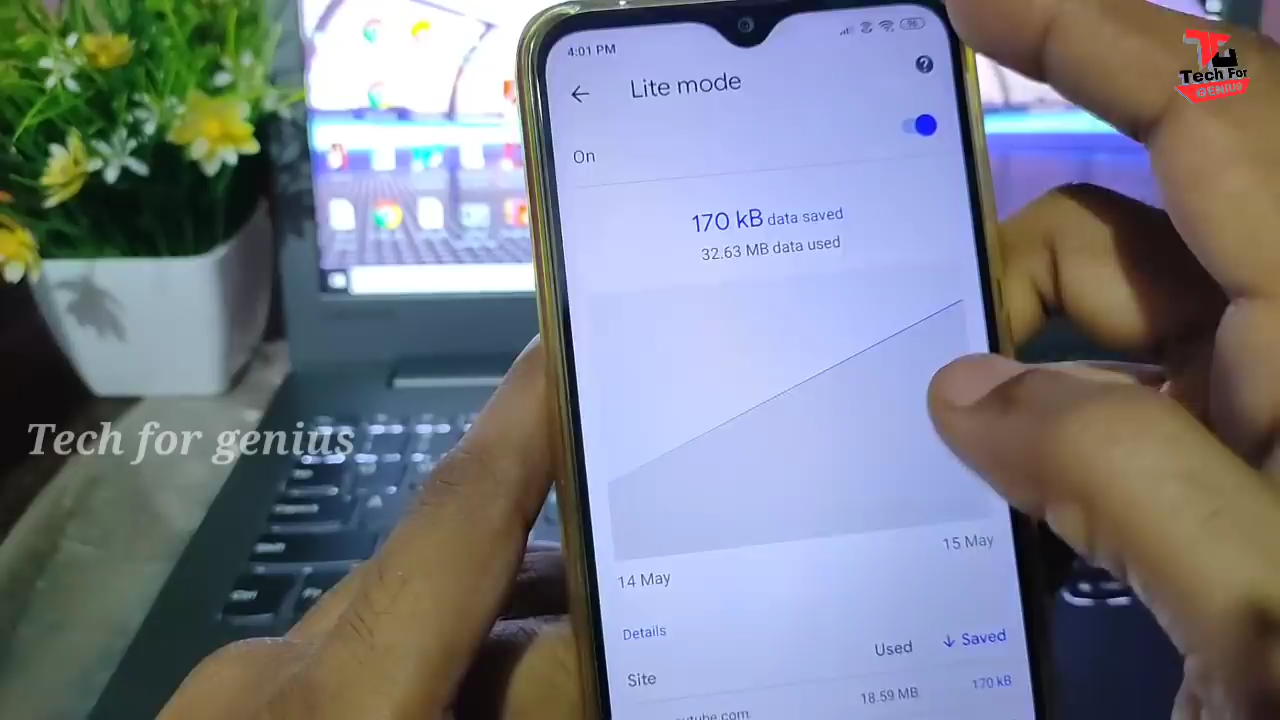 4:01 PM
96
Lite mode
On
170 kB data saved
32.63 MB data used
15 May
14 May
Details
Site Used Saved
18.59 MB 170 kB
Tech for genius
Tech For
GENIUS